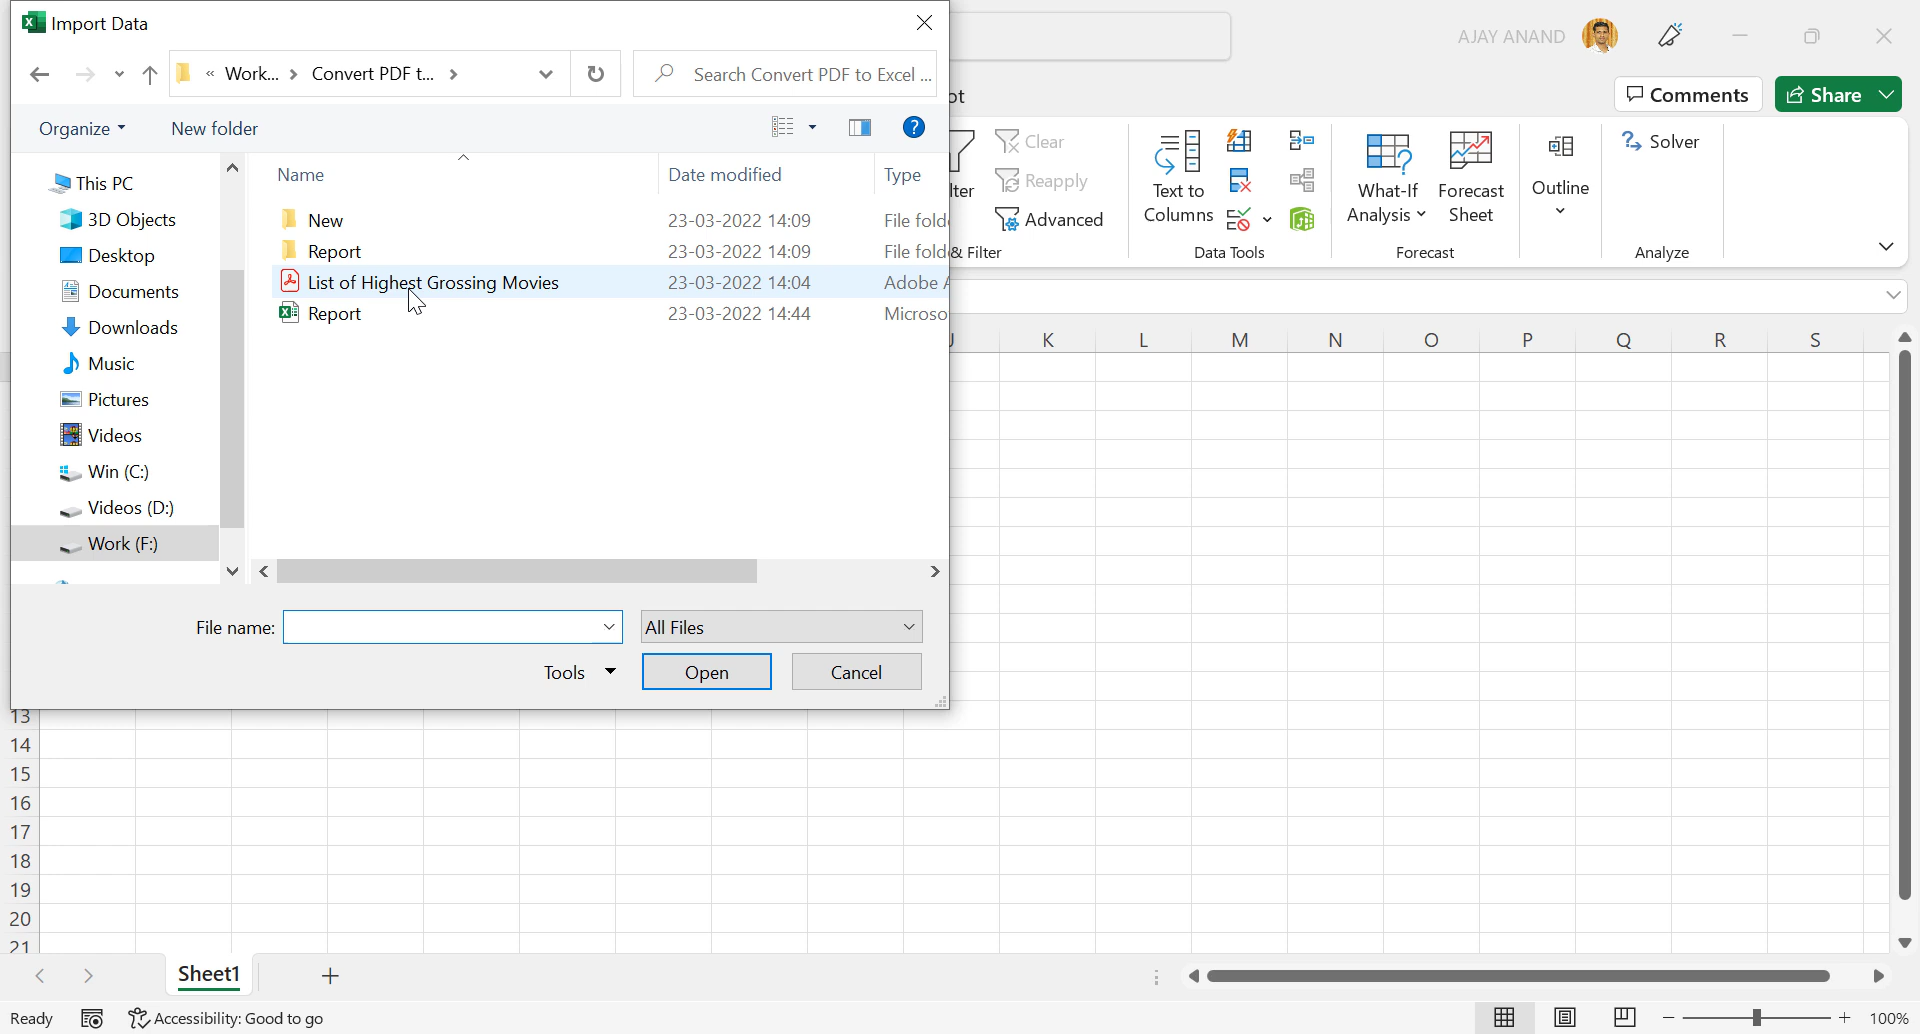 Import Data
AJAY ANAND
« Work... > Convert PDF t... >
Search Convert PDF to Excel ...
Comments
Share
Organize
New folder
Clear
Reapply
Advanced
& Filter
Text to
Columns
Data Tools
What-If
Analysis
Forecast
Sheet
Forecast
Outline
Solver
Analyze
Name
Date modified
Type
New 23-03-2022 14:09 File fold
Report 23-03-2022 14:09 File fold
List of Highest Grossing Movies 23-03-2022 14:04 Adobe
Report 23-03-2022 14:44 Microso
This PC
3D Objects
Desktop
Documents
Downloads
Music
Pictures
Videos
Win (C:)
Videos (D:)
Work (F:)
File name:
All Files
Tools
Open
Cancel
K L M N O P Q R S
13
14
15
16
17
18
19
20
21
Sheet1
Ready
Accessibility: Good to go
100%